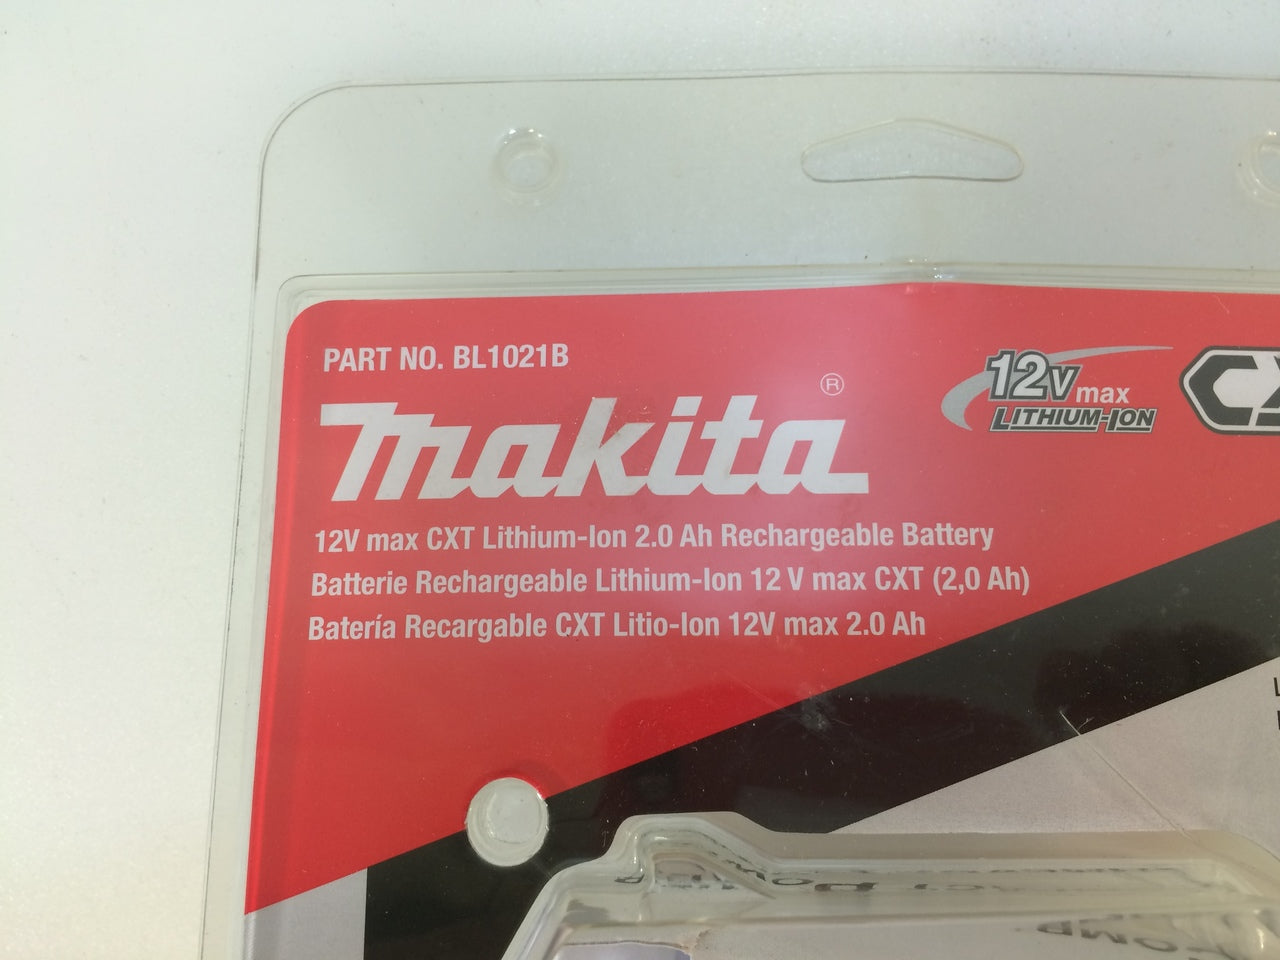 PART NO. BL1021B
makita®
12V max
LITHIUM-ION
12V max CXT Lithium-Ion 2.0 Ah Rechargeable Battery
Batterie Rechargeable Lithium-Ion 12 V max CXT (2,0 Ah)
Batería Recargable CXT Litio-Ion 12V max 2.0 Ah